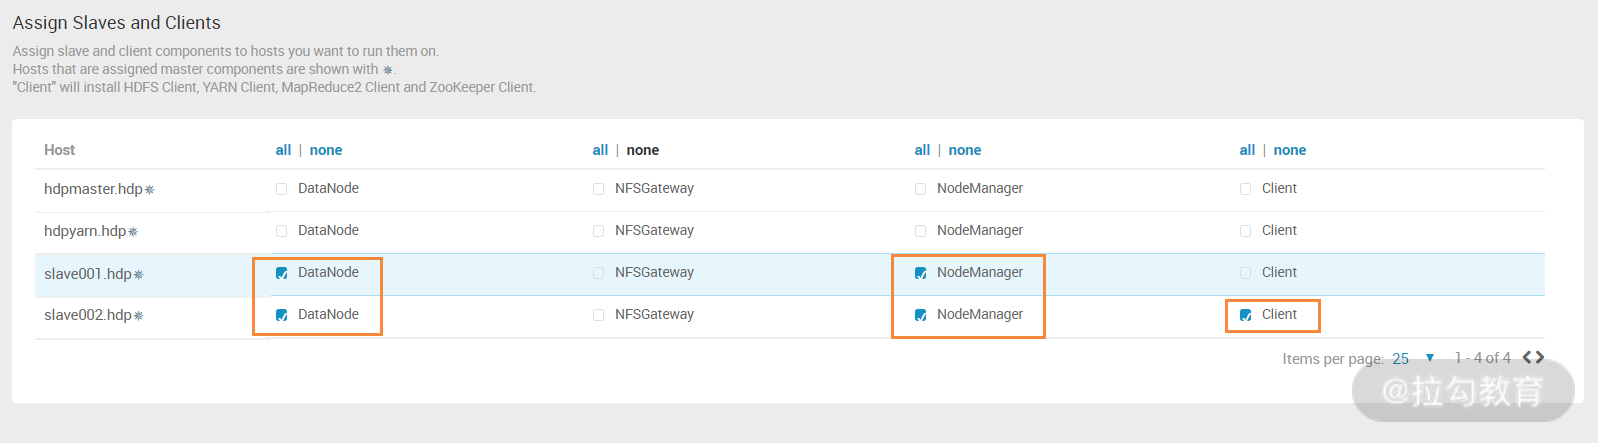 Assign Slaves and Clients
Assign slave and client components to hosts you want to run them on.
Hosts that are assigned master components are shown with ✵.
"Client" will install HDFS Client, YARN Client, MapReduce2 Client and ZooKeeper Client.
Host all | none all | none all | none all | none
hdpmaster.hdp✵ DataNode NFSGateway NodeManager Client
hdpyarn.hdp✵ DataNode NFSGateway NodeManager Client
slave001.hdp✵ DataNode NFSGateway NodeManager Client
slave002.hdp✵ DataNode NFSGateway NodeManager Client
Items per page: 25 ▼ 1 - 4 of 4
@拉勾教育